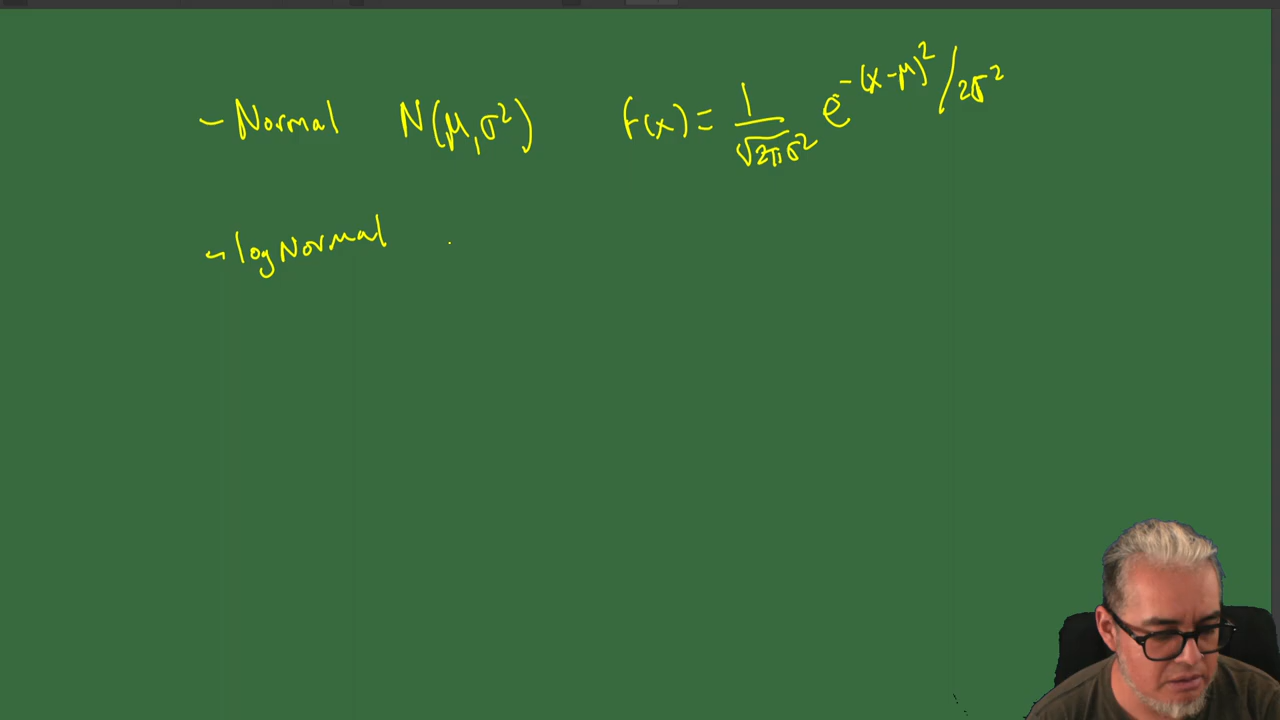 - Normal N(μ, σ²) f(x) = 1/√2πσ² e^-(x-μ)²/2σ²
- logNormal